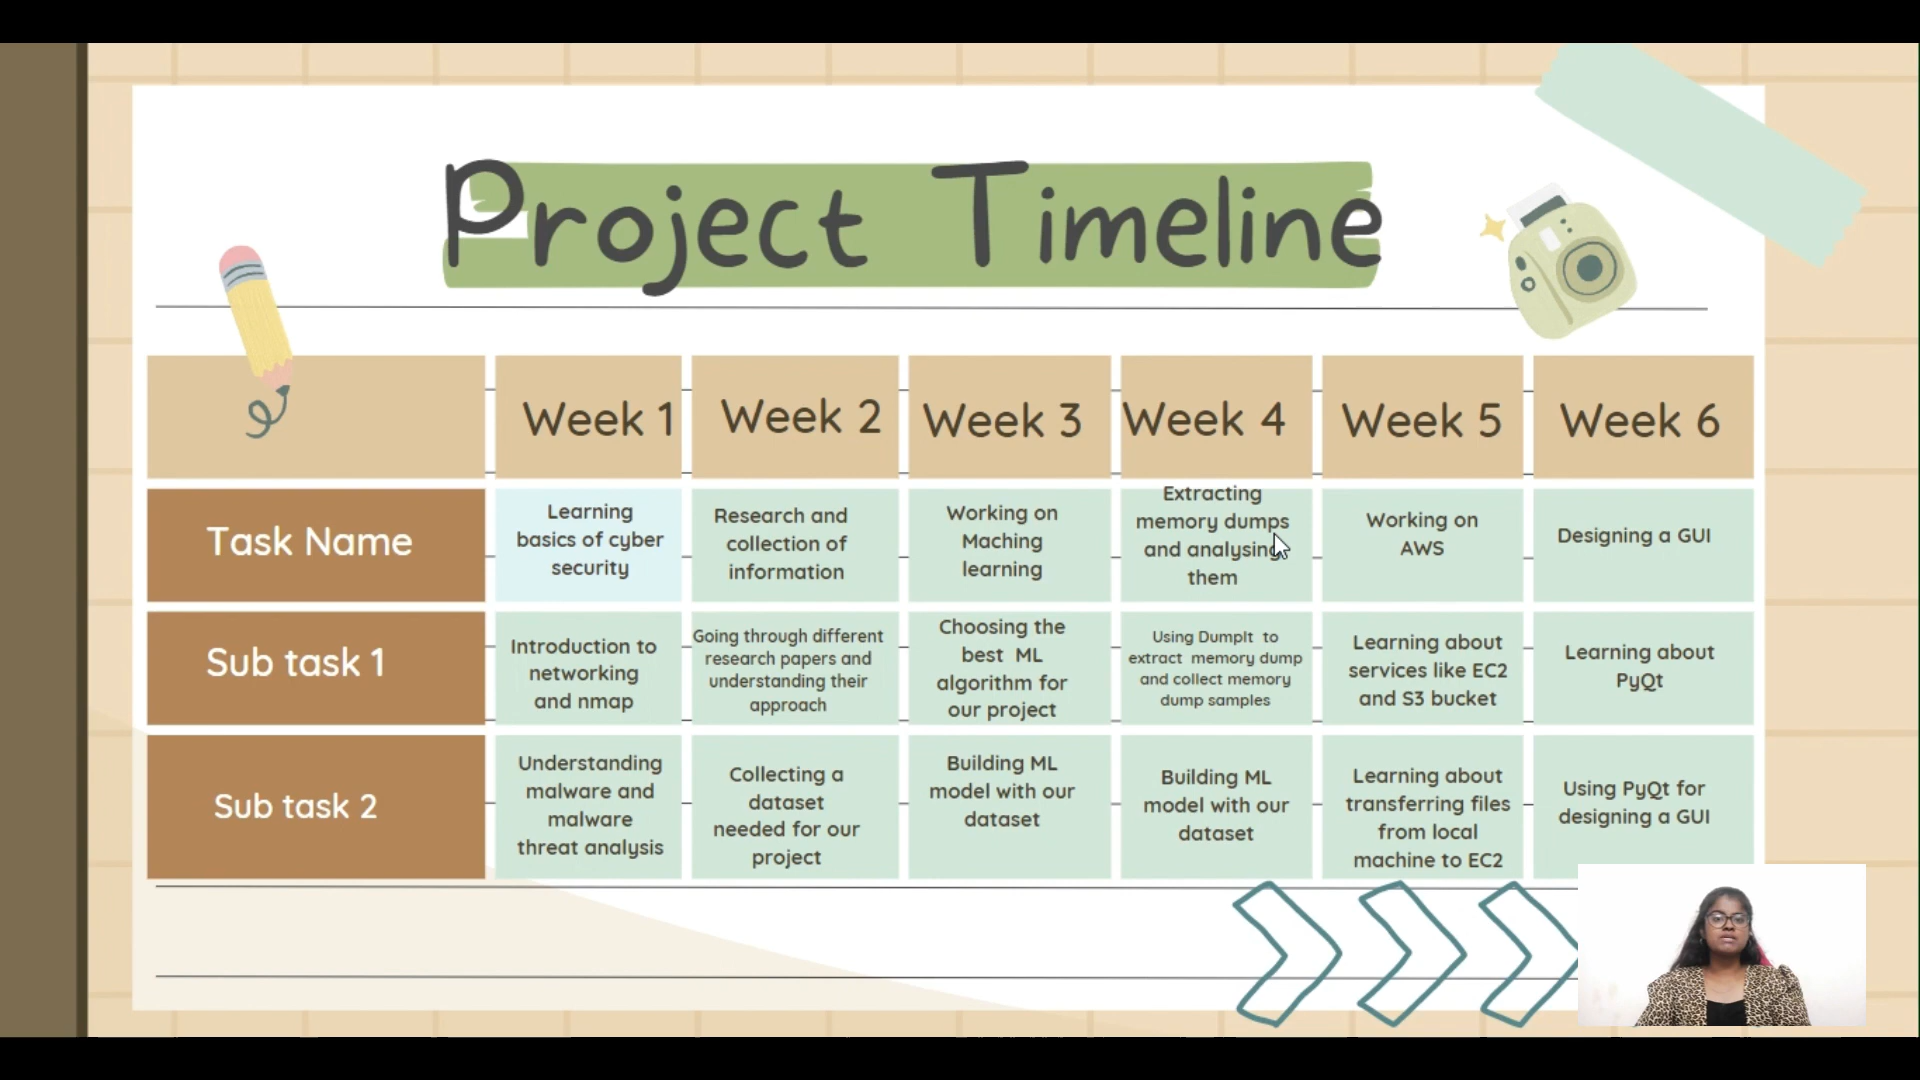 Project Timeline
Week 1
Week 2
Week 3
Week 4
Week 5
Week 6
Task Name
Learning
basics of cyber
security
Research and
collection of
information
Working on
Maching
learning
Extracting
memory dumps
and analysing
them
Working on
AWS
Designing a GUI
Sub task 1
Introduction to
networking
and nmap
Going through different
research papers and
understanding their
approach
Choosing the
best ML
algorithm for
our project
Using DumpIt to
extract memory dump
and collect memory
dump samples
Learning about
services like EC2
and S3 bucket
Learning about
PyQt
Sub task 2
Understanding
malware and
malware
threat analysis
Collecting a
dataset
needed for our
project
Building ML
model with our
dataset
Building ML
model with our
dataset
Learning about
transferring files
from local
machine to EC2
Using PyQt for
designing a GUI